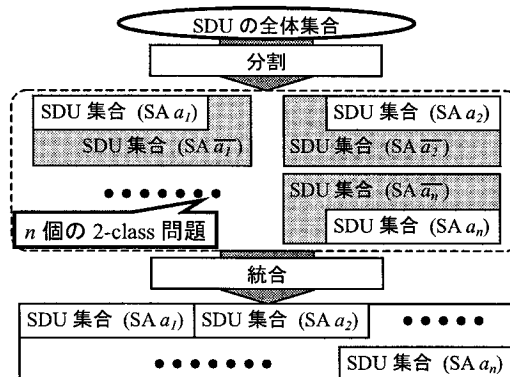 SDU の全体集合
分割
SDU 集合 (SA a₁)
SDU 集合 (SA a₂)
SDU 集合 (SA a̅₁)
SDU 集合 (SA a̅₂)
SDU 集合 (SA a̅ₙ)
n 個の 2-class 問題
SDU 集合 (SA aₙ)
統合
SDU 集合 (SA a₁) SDU 集合 (SA a₂)
SDU 集合 (SA aₙ)